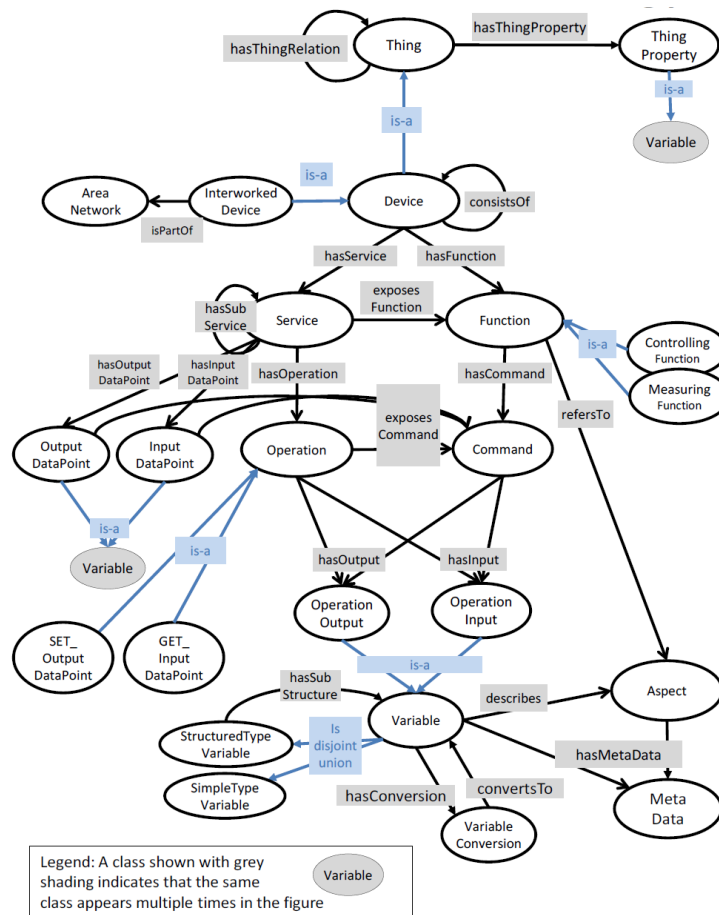 hasThingProperty
hasThingRelation
Thing
Thing
Property
is-a
is-a
Variable
is-a
Area
Network
Interworked
Device
Device
consistsOf
isPartOf
hasService
hasFunction
hasSub
Service
exposes
Function
Service
Function
Controlling
Function
is-a
Measuring
Function
hasOutput
DataPoint
hasInput
DataPoint
hasOperation
hasCommand
refersTo
exposes
Command
Output
DataPoint
Input
DataPoint
Operation
Command
is-a
is-a
Variable
hasOutput
hasInput
Operation
Output
Operation
Input
SET_
Output
DataPoint
GET_
Input
DataPoint
is-a
hasSub
Structure
describes
Aspect
Variable
StructuredType
Variable
Is
disjoint
union
hasMetaData
SimpleType
Variable
hasConversion
convertsTo
Meta
Data
Variable
Conversion
Legend: A class shown with grey
shading indicates that the same
class appears multiple times in the figure
Variable